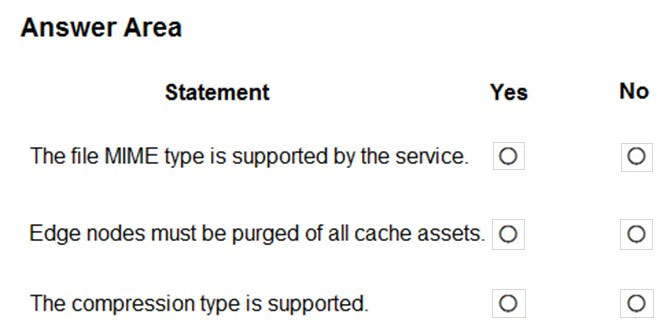 Answer Area
Statement Yes No
The file MIME type is supported by the service.
Edge nodes must be purged of all cache assets.
The compression type is supported.